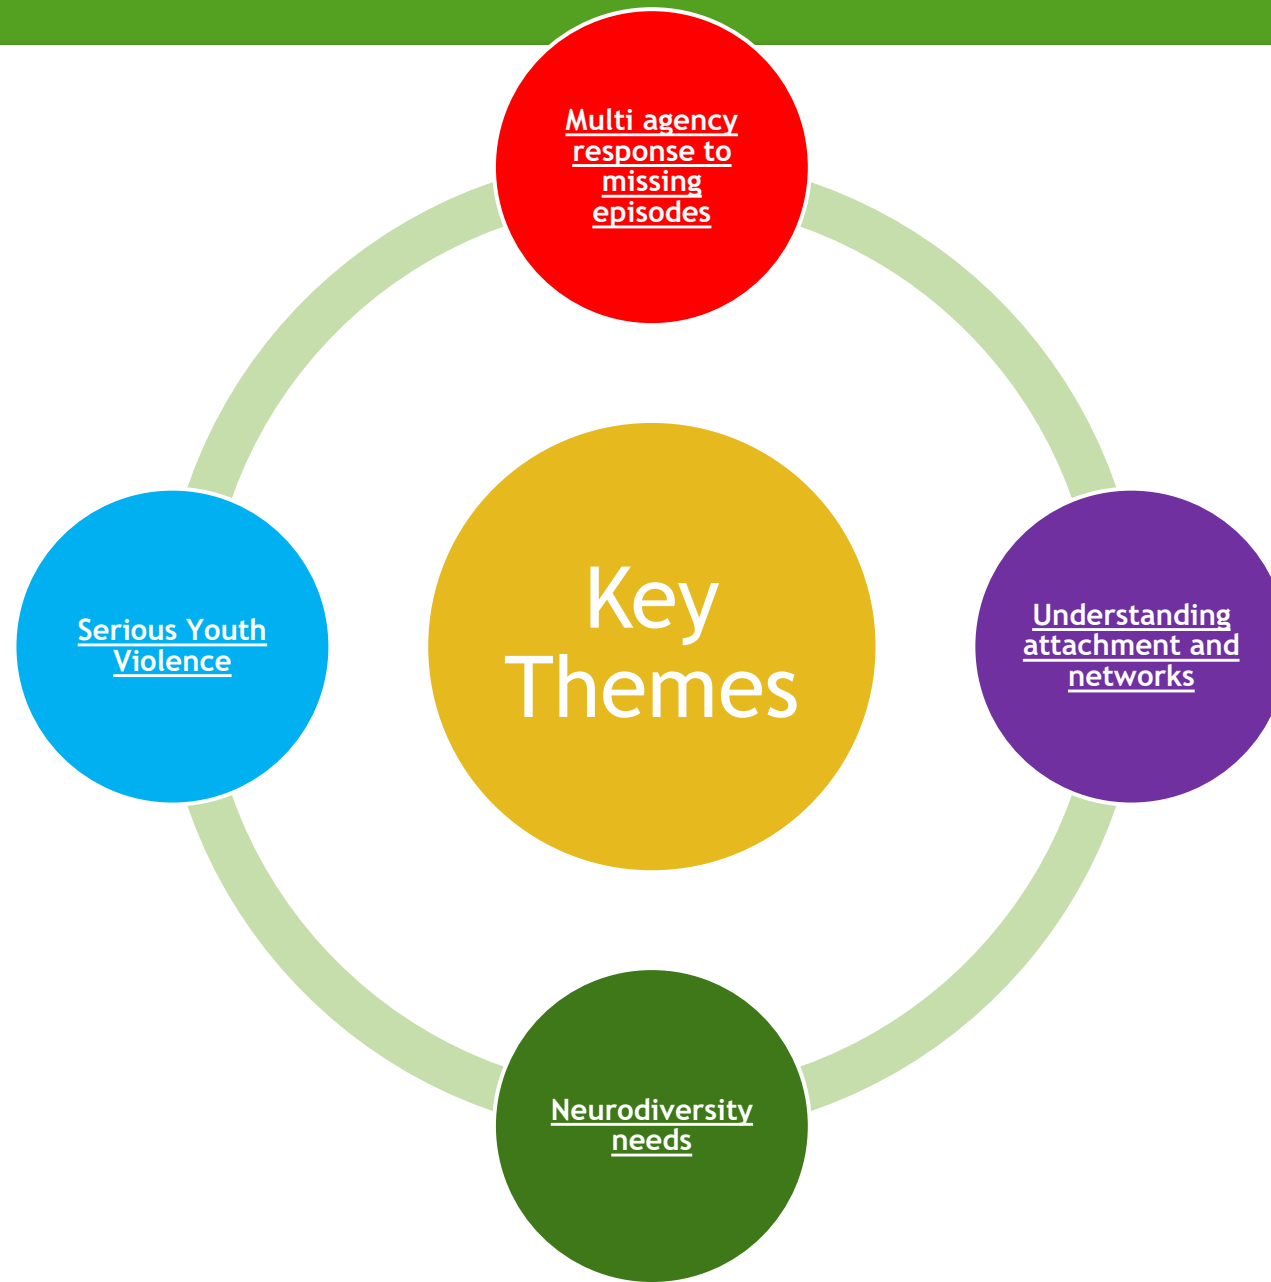 Multi agency
response to
missing
episodes
Key
Themes
Serious Youth
Violence
Understanding
attachment and
networks
Neurodiversity
needs